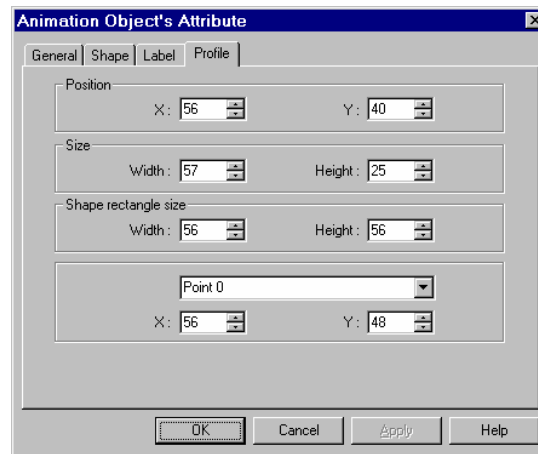 Animation Object's Attribute
General Shape Label Profile
Position
X: 56 Y: 40
Size
Width: 57 Height: 25
Shape rectangle size
Width: 56 Height: 56
Point 0
X: 56 Y: 48
OK Cancel Apply Help